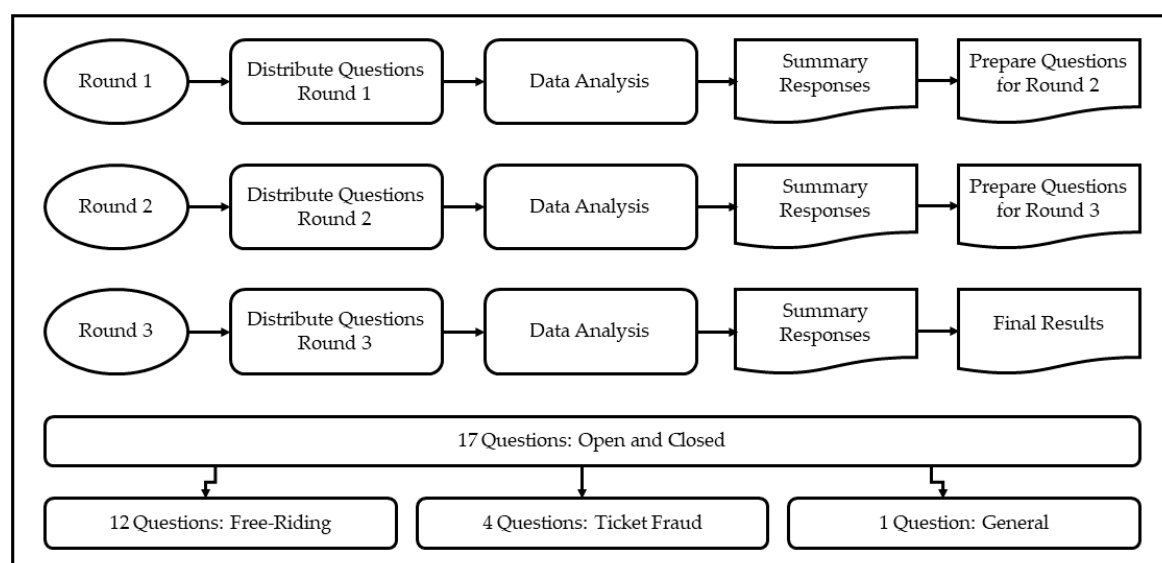 Round 1
Distribute Questions
Round 1
Data Analysis
Summary
Responses
Prepare Questions
for Round 2
Round 2
Distribute Questions
Round 2
Data Analysis
Summary
Responses
Prepare Questions
for Round 3
Round 3
Distribute Questions
Round 3
Data Analysis
Summary
Responses
Final Results
17 Questions: Open and Closed
12 Questions: Free-Riding
4 Questions: Ticket Fraud
1 Question: General